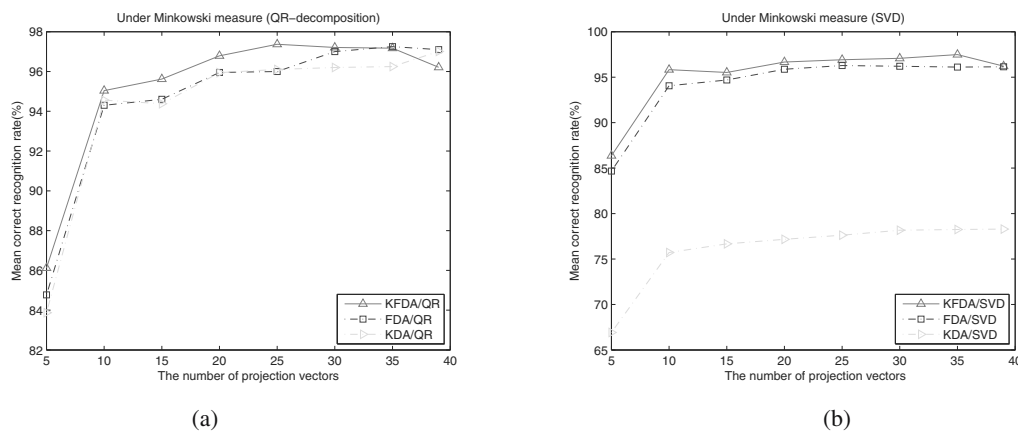 Under Minkowski measure (QR−decomposition)
98
96
94
92
90
88
86
84
82
Mean correct recognition rate(%)
KFDA/QR
FDA/QR
KDA/QR
5 10 15 20 25 30 35 40
The number of projection vectors
(a)
Under Minkowski measure (SVD)
100
95
90
85
80
75
70
65
Mean correct recognition rate(%)
KFDA/SVD
FDA/SVD
KDA/SVD
5 10 15 20 25 30 35 40
The number of projection vectors
(b)